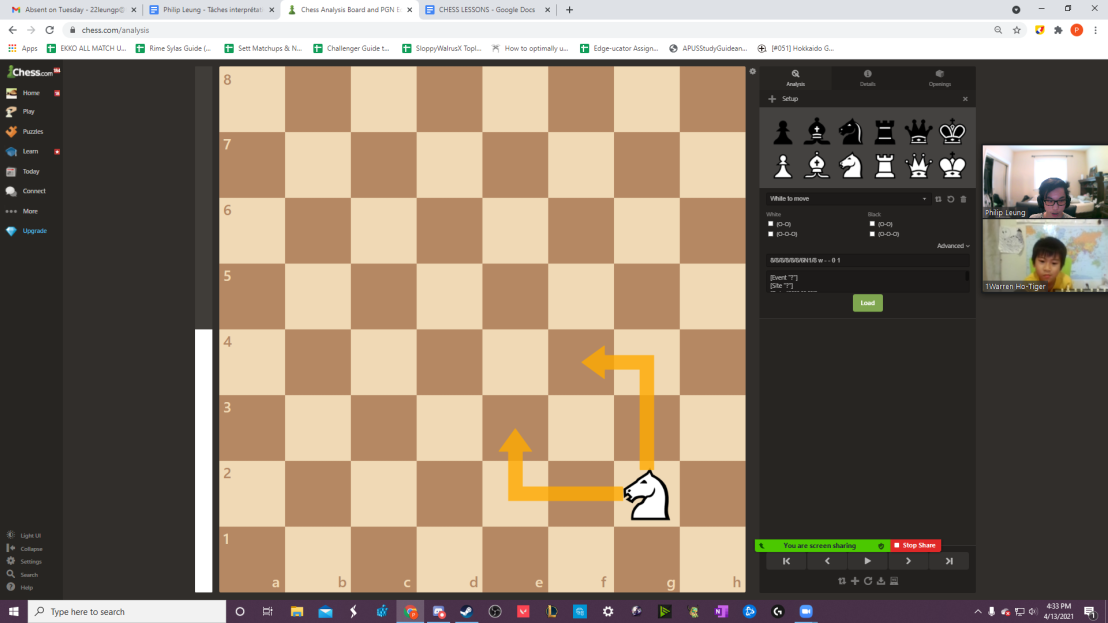 Absent on Tuesday - 22leungp@
Philip Leung - Tâches interpréta
Chess Analysis Board and PGN E
CHESS LESSONS - Google Docs
chess.com/analysis
P
Apps
EKKO ALL MATCH U...
Rime Sylas Guide (...
Sett Matchups & N...
Challenger Guide t...
SloppyWalrusX Topl...
How to optimally u...
Edge-ucator Assign...
APUSStudyGuidean...
[#051] Hokkaido G...
Chess.com
Home
Play
Puzzles
Learn
Today
Connect
More
Upgrade
Light UI
Collapse
Settings
Search
Help
8
7
6
5
4
3
2
1
a b c d e f g h
Analysis
Details
Openings
Setup
White to move
White
Black
(O-O)
(O-O)
(O-O-O)
(O-O-O)
Advanced
8/8/8/8/8/8/6N1/8 w - - 0 1
[Event "?"]
[Site "?"]
Load
Philip Leung
1Warren Ho-Tiger
You are screen sharing
Stop Share
Type here to search
4:33 PM
4/13/2021